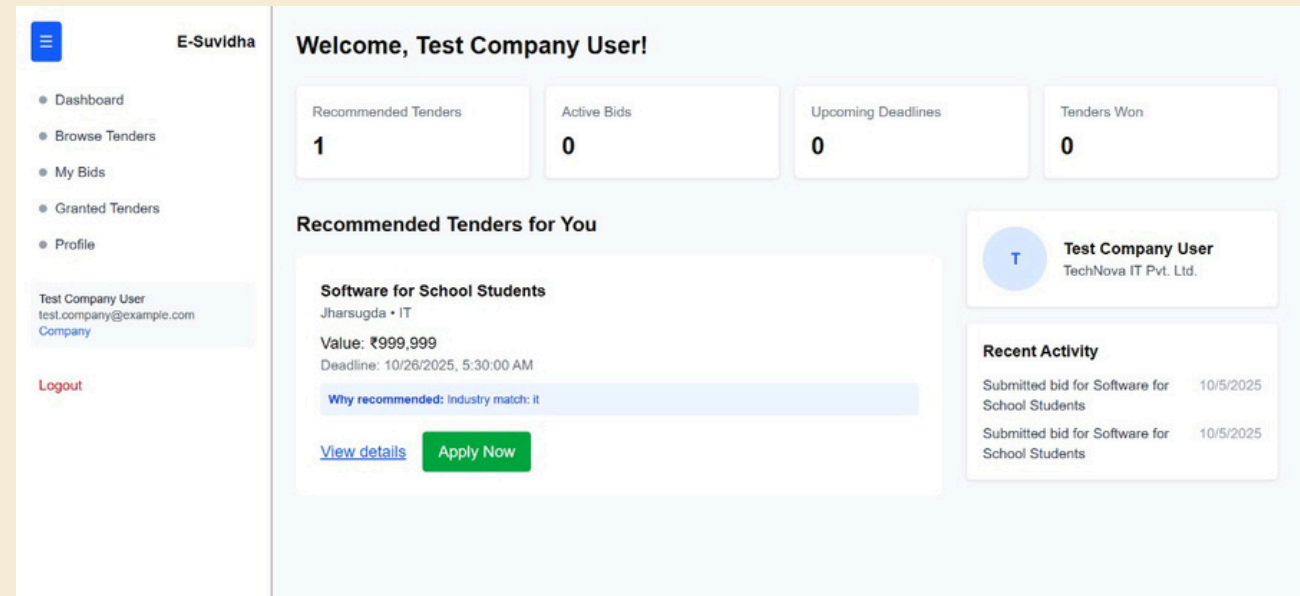 ☰ E-Suvidha
Dashboard
Browse Tenders
My Bids
Granted Tenders
Profile
Test Company User
test.company@example.com
Company
Logout
Welcome, Test Company User!
Recommended Tenders
1
Active Bids
0
Upcoming Deadlines
0
Tenders Won
0
Recommended Tenders for You
Software for School Students
Jharsugda • IT
Value: ₹999,999
Deadline: 10/26/2025, 5:30:00 AM
Why recommended: Industry match: it
View details
Apply Now
T
Test Company User
TechNova IT Pvt. Ltd.
Recent Activity
Submitted bid for Software for 10/5/2025
School Students
Submitted bid for Software for 10/5/2025
School Students